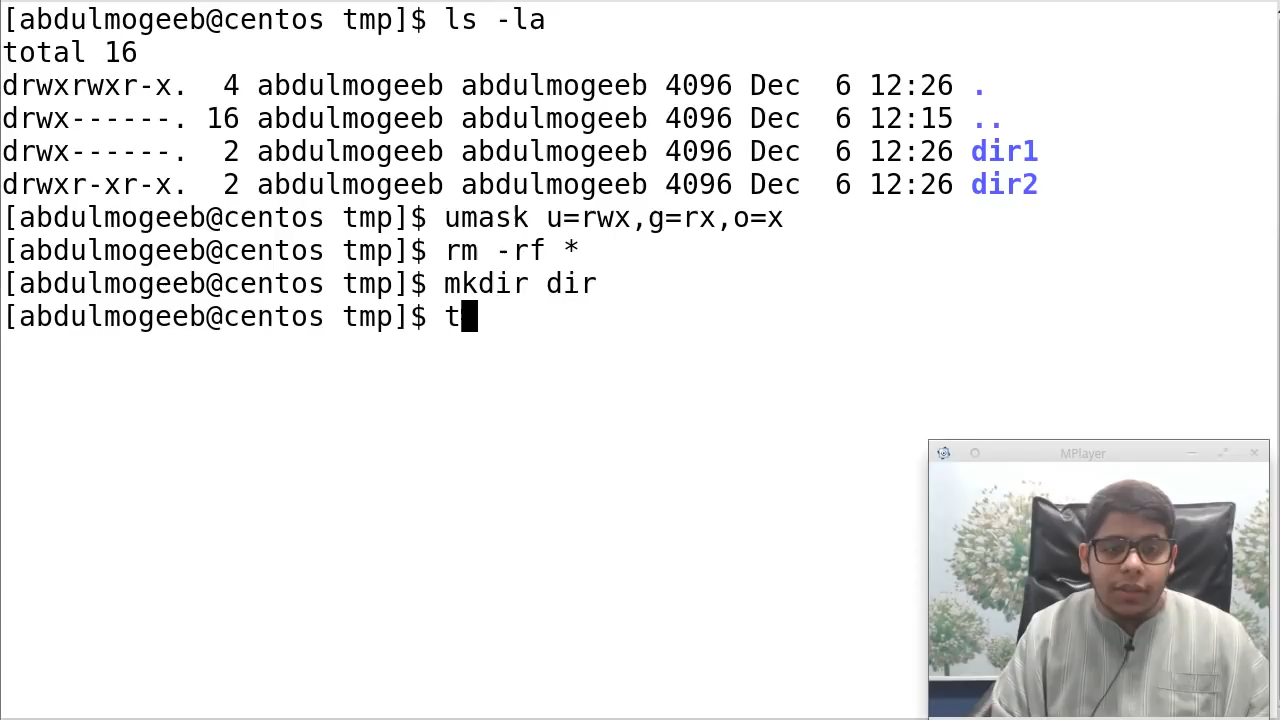 [abdulmogeeb@centos tmp]$ ls -la
total 16
drwxrwxr-x.  4 abdulmogeeb abdulmogeeb 4096 Dec  6 12:26 .
drwx------. 16 abdulmogeeb abdulmogeeb 4096 Dec  6 12:15 ..
drwx------.  2 abdulmogeeb abdulmogeeb 4096 Dec  6 12:26 dir1
drwxr-xr-x.  2 abdulmogeeb abdulmogeeb 4096 Dec  6 12:26 dir2
[abdulmogeeb@centos tmp]$ umask u=rwx,g=rx,o=x
[abdulmogeeb@centos tmp]$ rm -rf *
[abdulmogeeb@centos tmp]$ mkdir dir
[abdulmogeeb@centos tmp]$ t
MPlayer